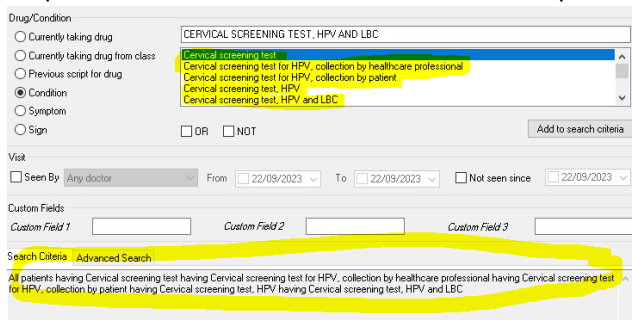 Drug/Condition
Currently taking drug
CERVICAL SCREENING TEST, HPV AND LBC
Currently taking drug from class
Cervical screening test
Cervical screening test for HPV, collection by healthcare professional
Previous script for drug
Cervical screening test for HPV, collection by patient
Cervical screening test, HPV
Condition
Cervical screening test, HPV and LBC
Symptom
Sign
OR NOT Add to search criteria
Visit
Seen By Any doctor From 22/09/2023 To 22/09/2023 Not seen since 22/09/2023
Custom Fields
Custom Field 1 Custom Field 2 Custom Field 3
Search Criteria Advanced Search
All patients having Cervical screening test having Cervical screening test for HPV, collection by healthcare professional having Cervical screening test
for HPV, collection by patient having Cervical screening test, HPV having Cervical screening test, HPV and LBC